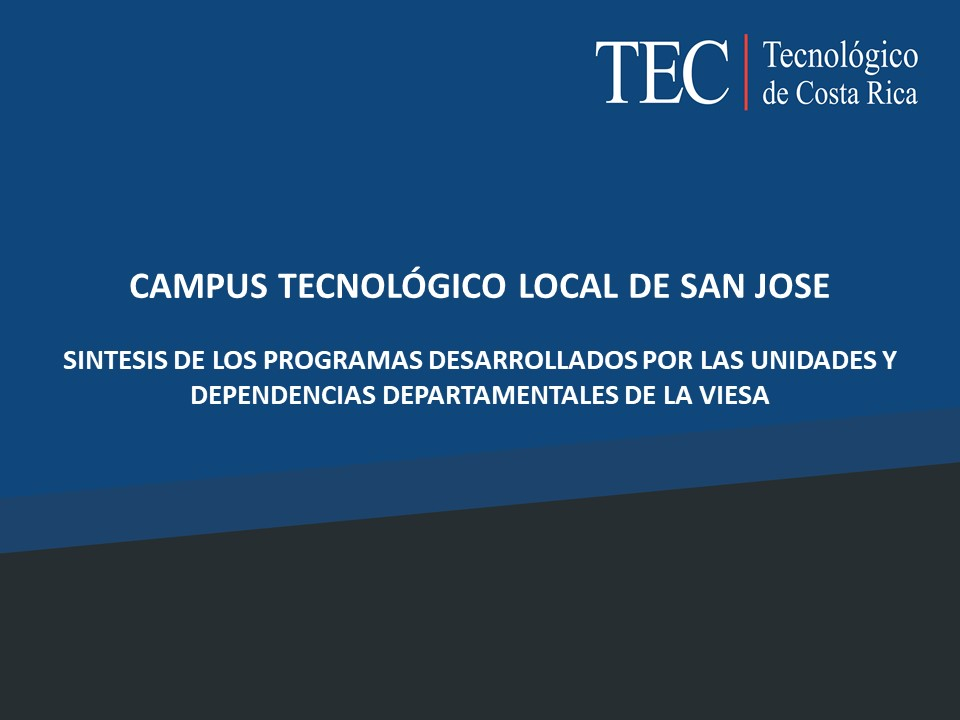 TEC
Tecnológico
de Costa Rica
CAMPUS TECNOLÓGICO LOCAL DE SAN JOSE
SINTESIS DE LOS PROGRAMAS DESARROLLADOS POR LAS UNIDADES Y
DEPENDENCIAS DEPARTAMENTALES DE LA VIESA